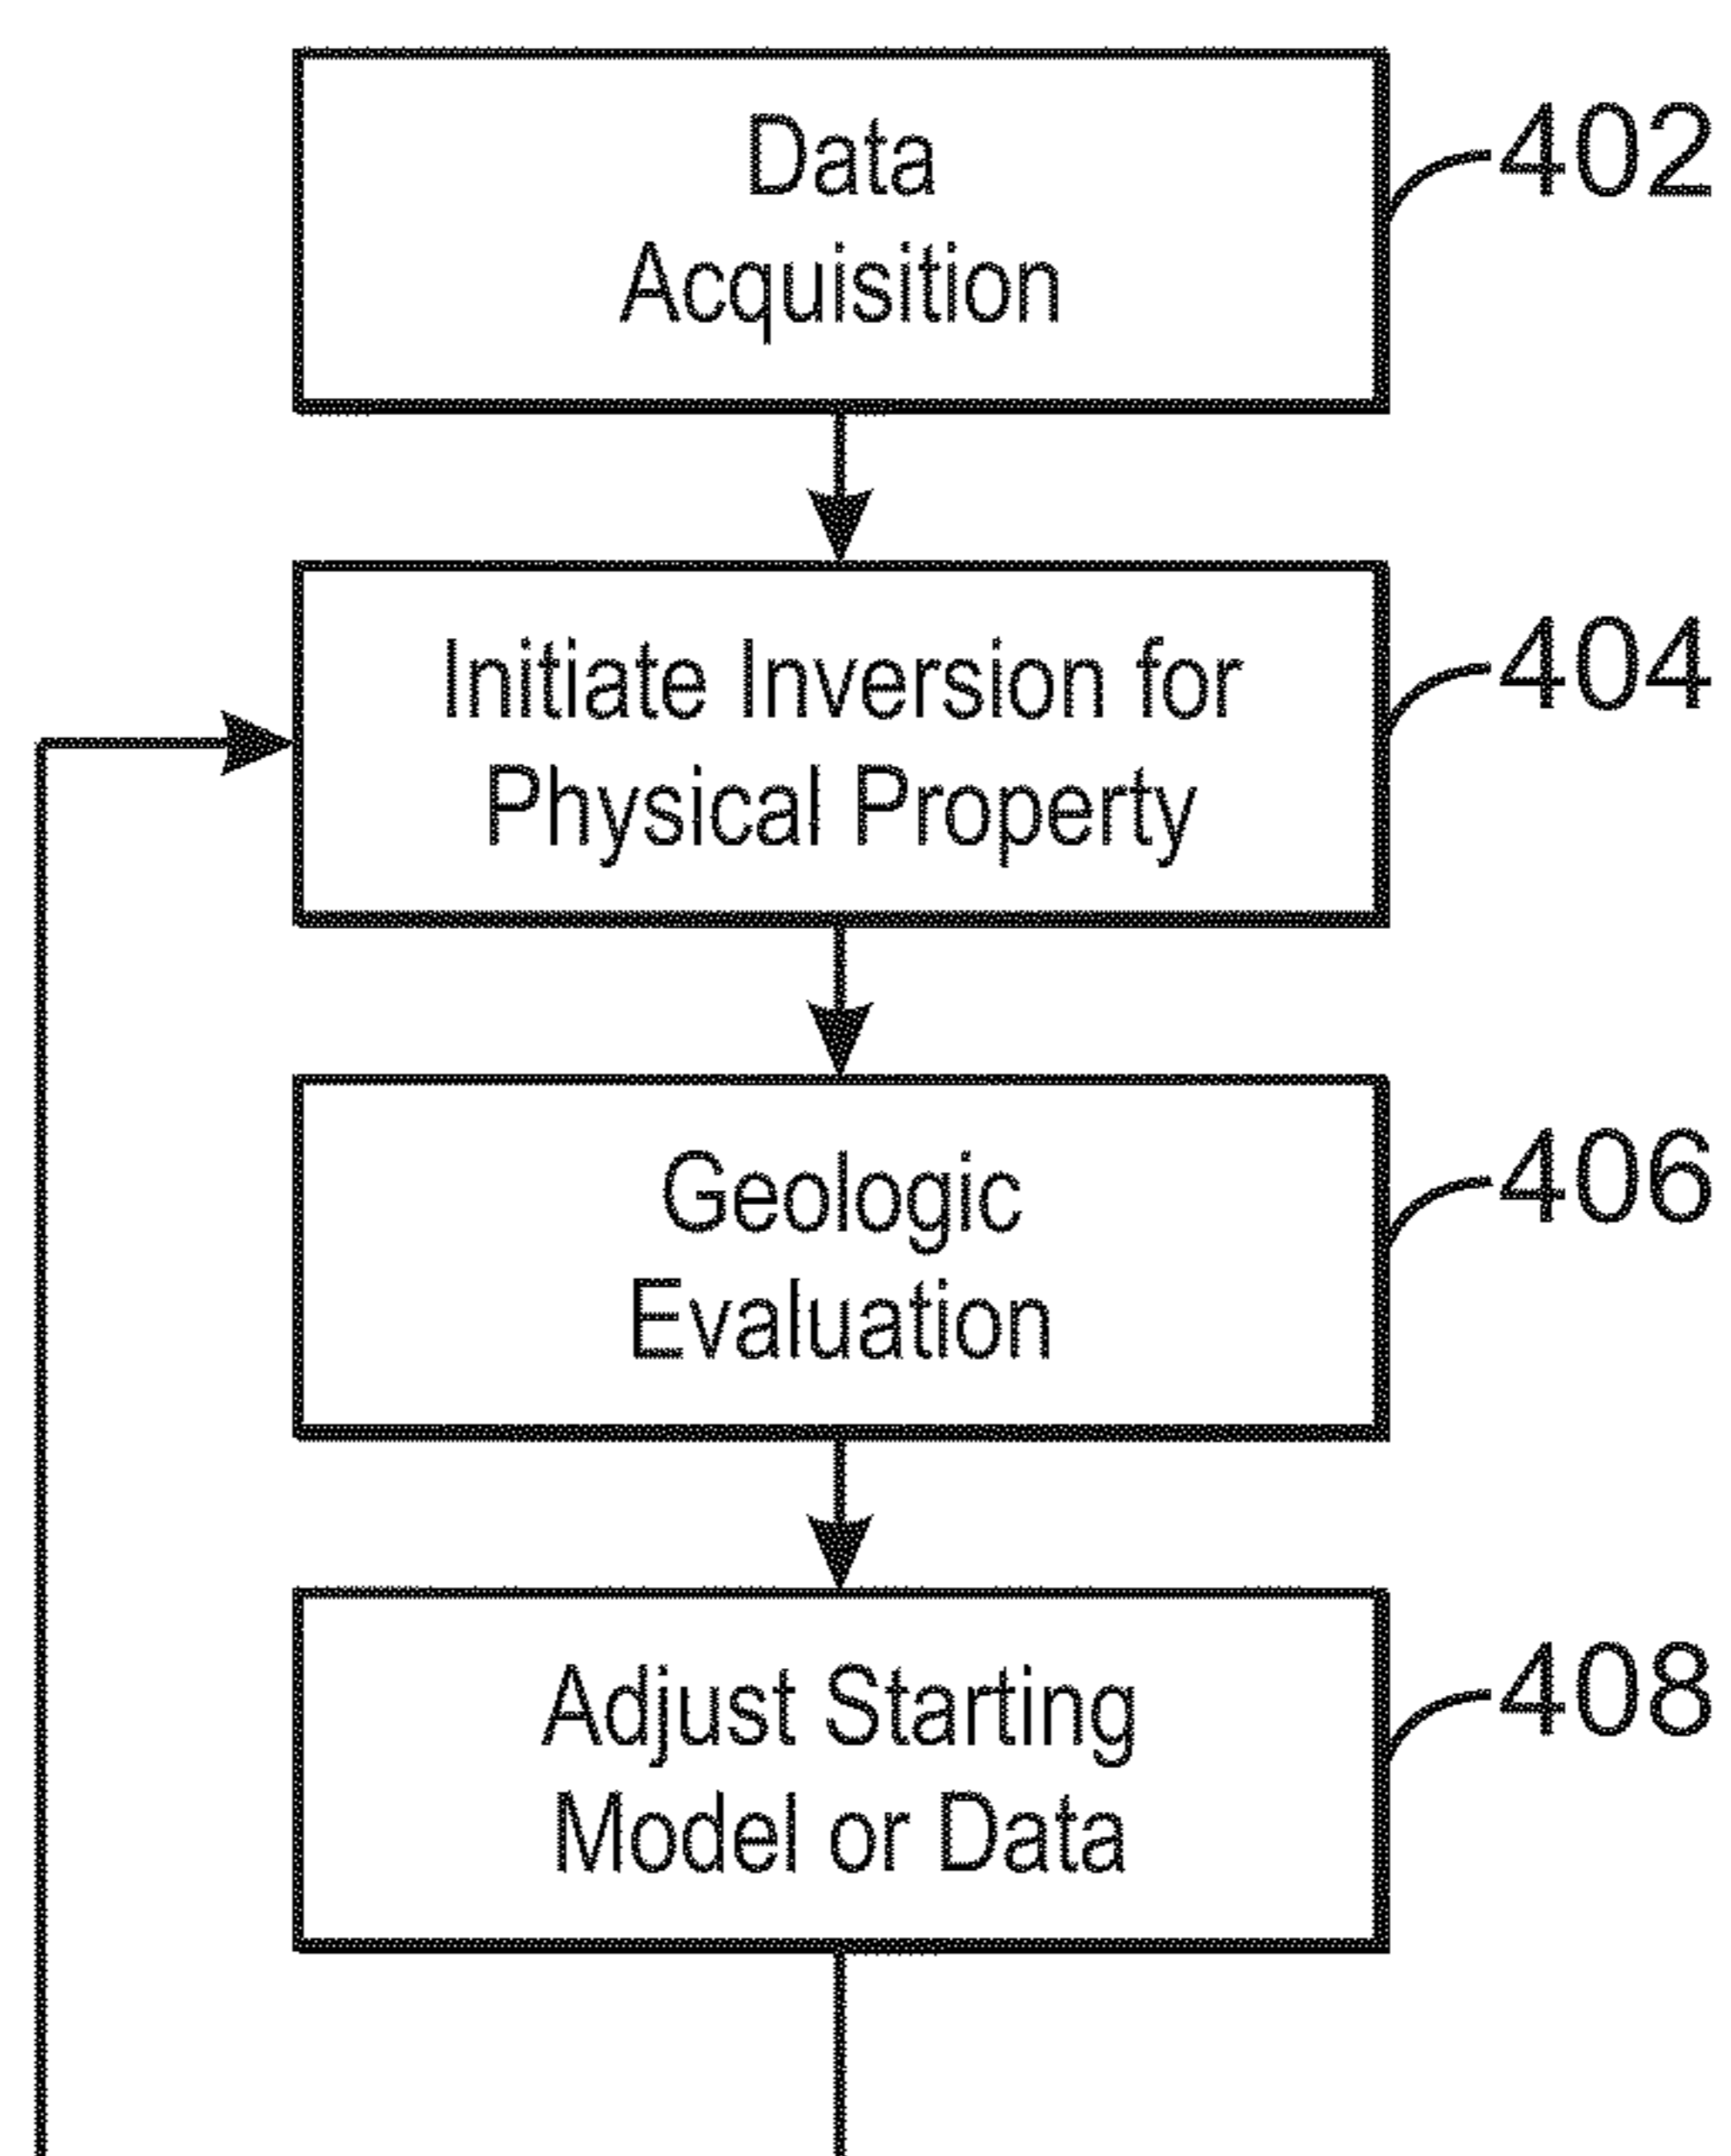 Data
Acquisition
402
Initiate Inversion for
Physical Property
404
Geologic
Evaluation
406
Adjust Starting
Model or Data
408